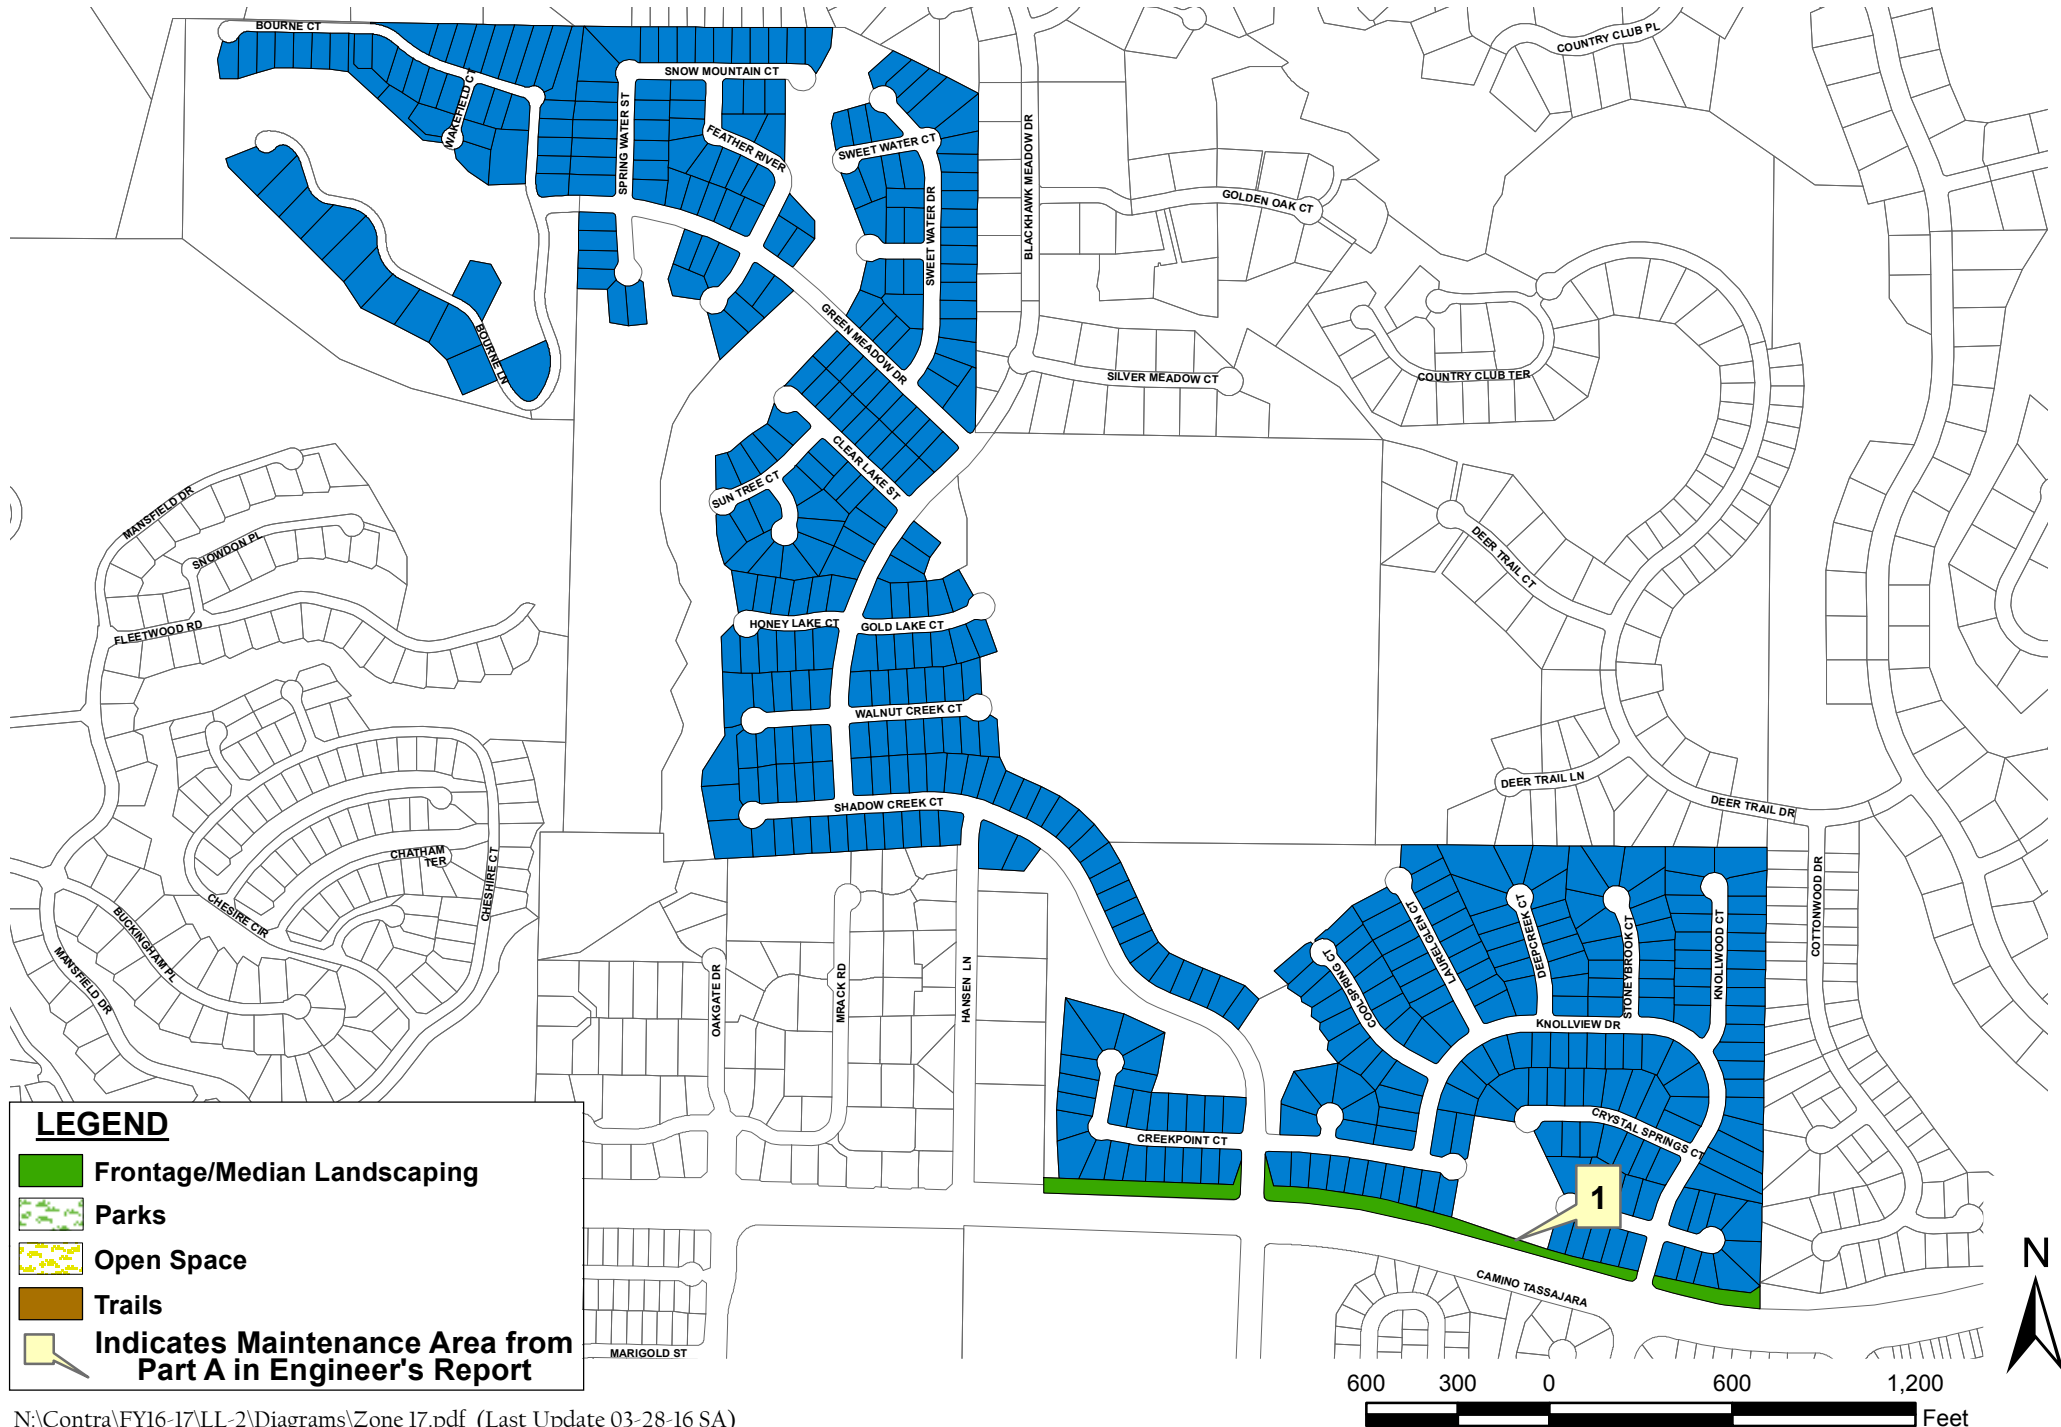 BOURNE CT
COUNTRY CLUB PL
SNOW MOUNTAIN CT
WAKEFIELD CT
SPRING WATER ST
FEATHER RIVER
SWEET WATER CT
BLACKHAWK MEADOW DR
GOLDEN OAK CT
SWEET WATER DR
GREEN MEADOW DR
BOURNE LN
SILVER MEADOW CT
COUNTRY CLUB TER
CLEAR LAKE ST
SUN TREE CT
MANSFIELD DR
SNOWDON PL
DEER TRAIL CT
FLEETWOOD RD
HONEY LAKE CT
GOLD LAKE CT
WALNUT CREEK CT
DEER TRAIL LN
DEER TRAIL DR
SHADOW CREEK CT
CHATHAM
TER
CHESHIRE CT
CHESIRE CIR
BUCKINGHAM PL
MANSFIELD DR
OAKGATE DR
MRACK RD
HANSEN LN
COOLSPRING CT
LAURELGLEN CT
DEEPCREEK CT
STONEYBROOK CT
KNOLLWOOD CT
COTTONWOOD DR
KNOLLVIEW DR
CREEKPOINT CT
CRYSTAL SPRINGS CT
1
CAMINO TASSAJARA
MARIGOLD ST
LEGEND
Frontage/Median Landscaping
Parks
Open Space
Trails
Indicates Maintenance Area from
Part A in Engineer's Report
N
600 300 0 600 1,200
Feet
N:\Contra\FY16-17\LL-2\Diagrams\Zone 17.pdf (Last Update 03-28-16 SA)